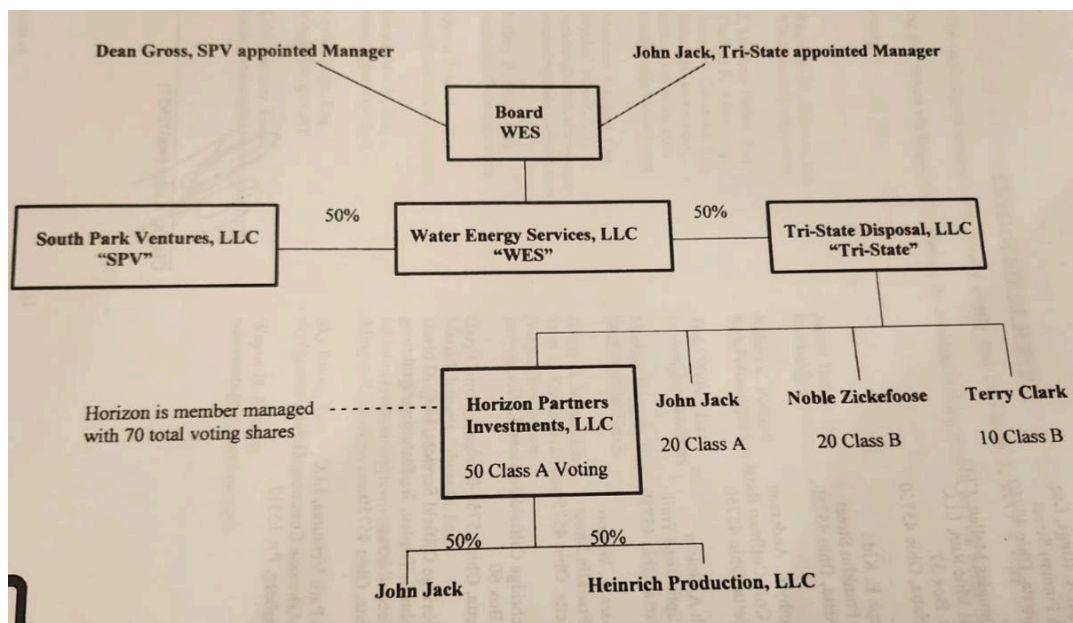 Dean Gross, SPV appointed Manager
John Jack, Tri-State appointed Manager
Board
WES
50%
50%
South Park Ventures, LLC
“SPV”
Water Energy Services, LLC
“WES”
Tri-State Disposal, LLC
“Tri-State”
Horizon is member managed
with 70 total voting shares
Horizon Partners
Investments, LLC
50 Class A Voting
John Jack
20 Class A
Noble Zickefoose
20 Class B
Terry Clark
10 Class B
50%
50%
John Jack
Heinrich Production, LLC